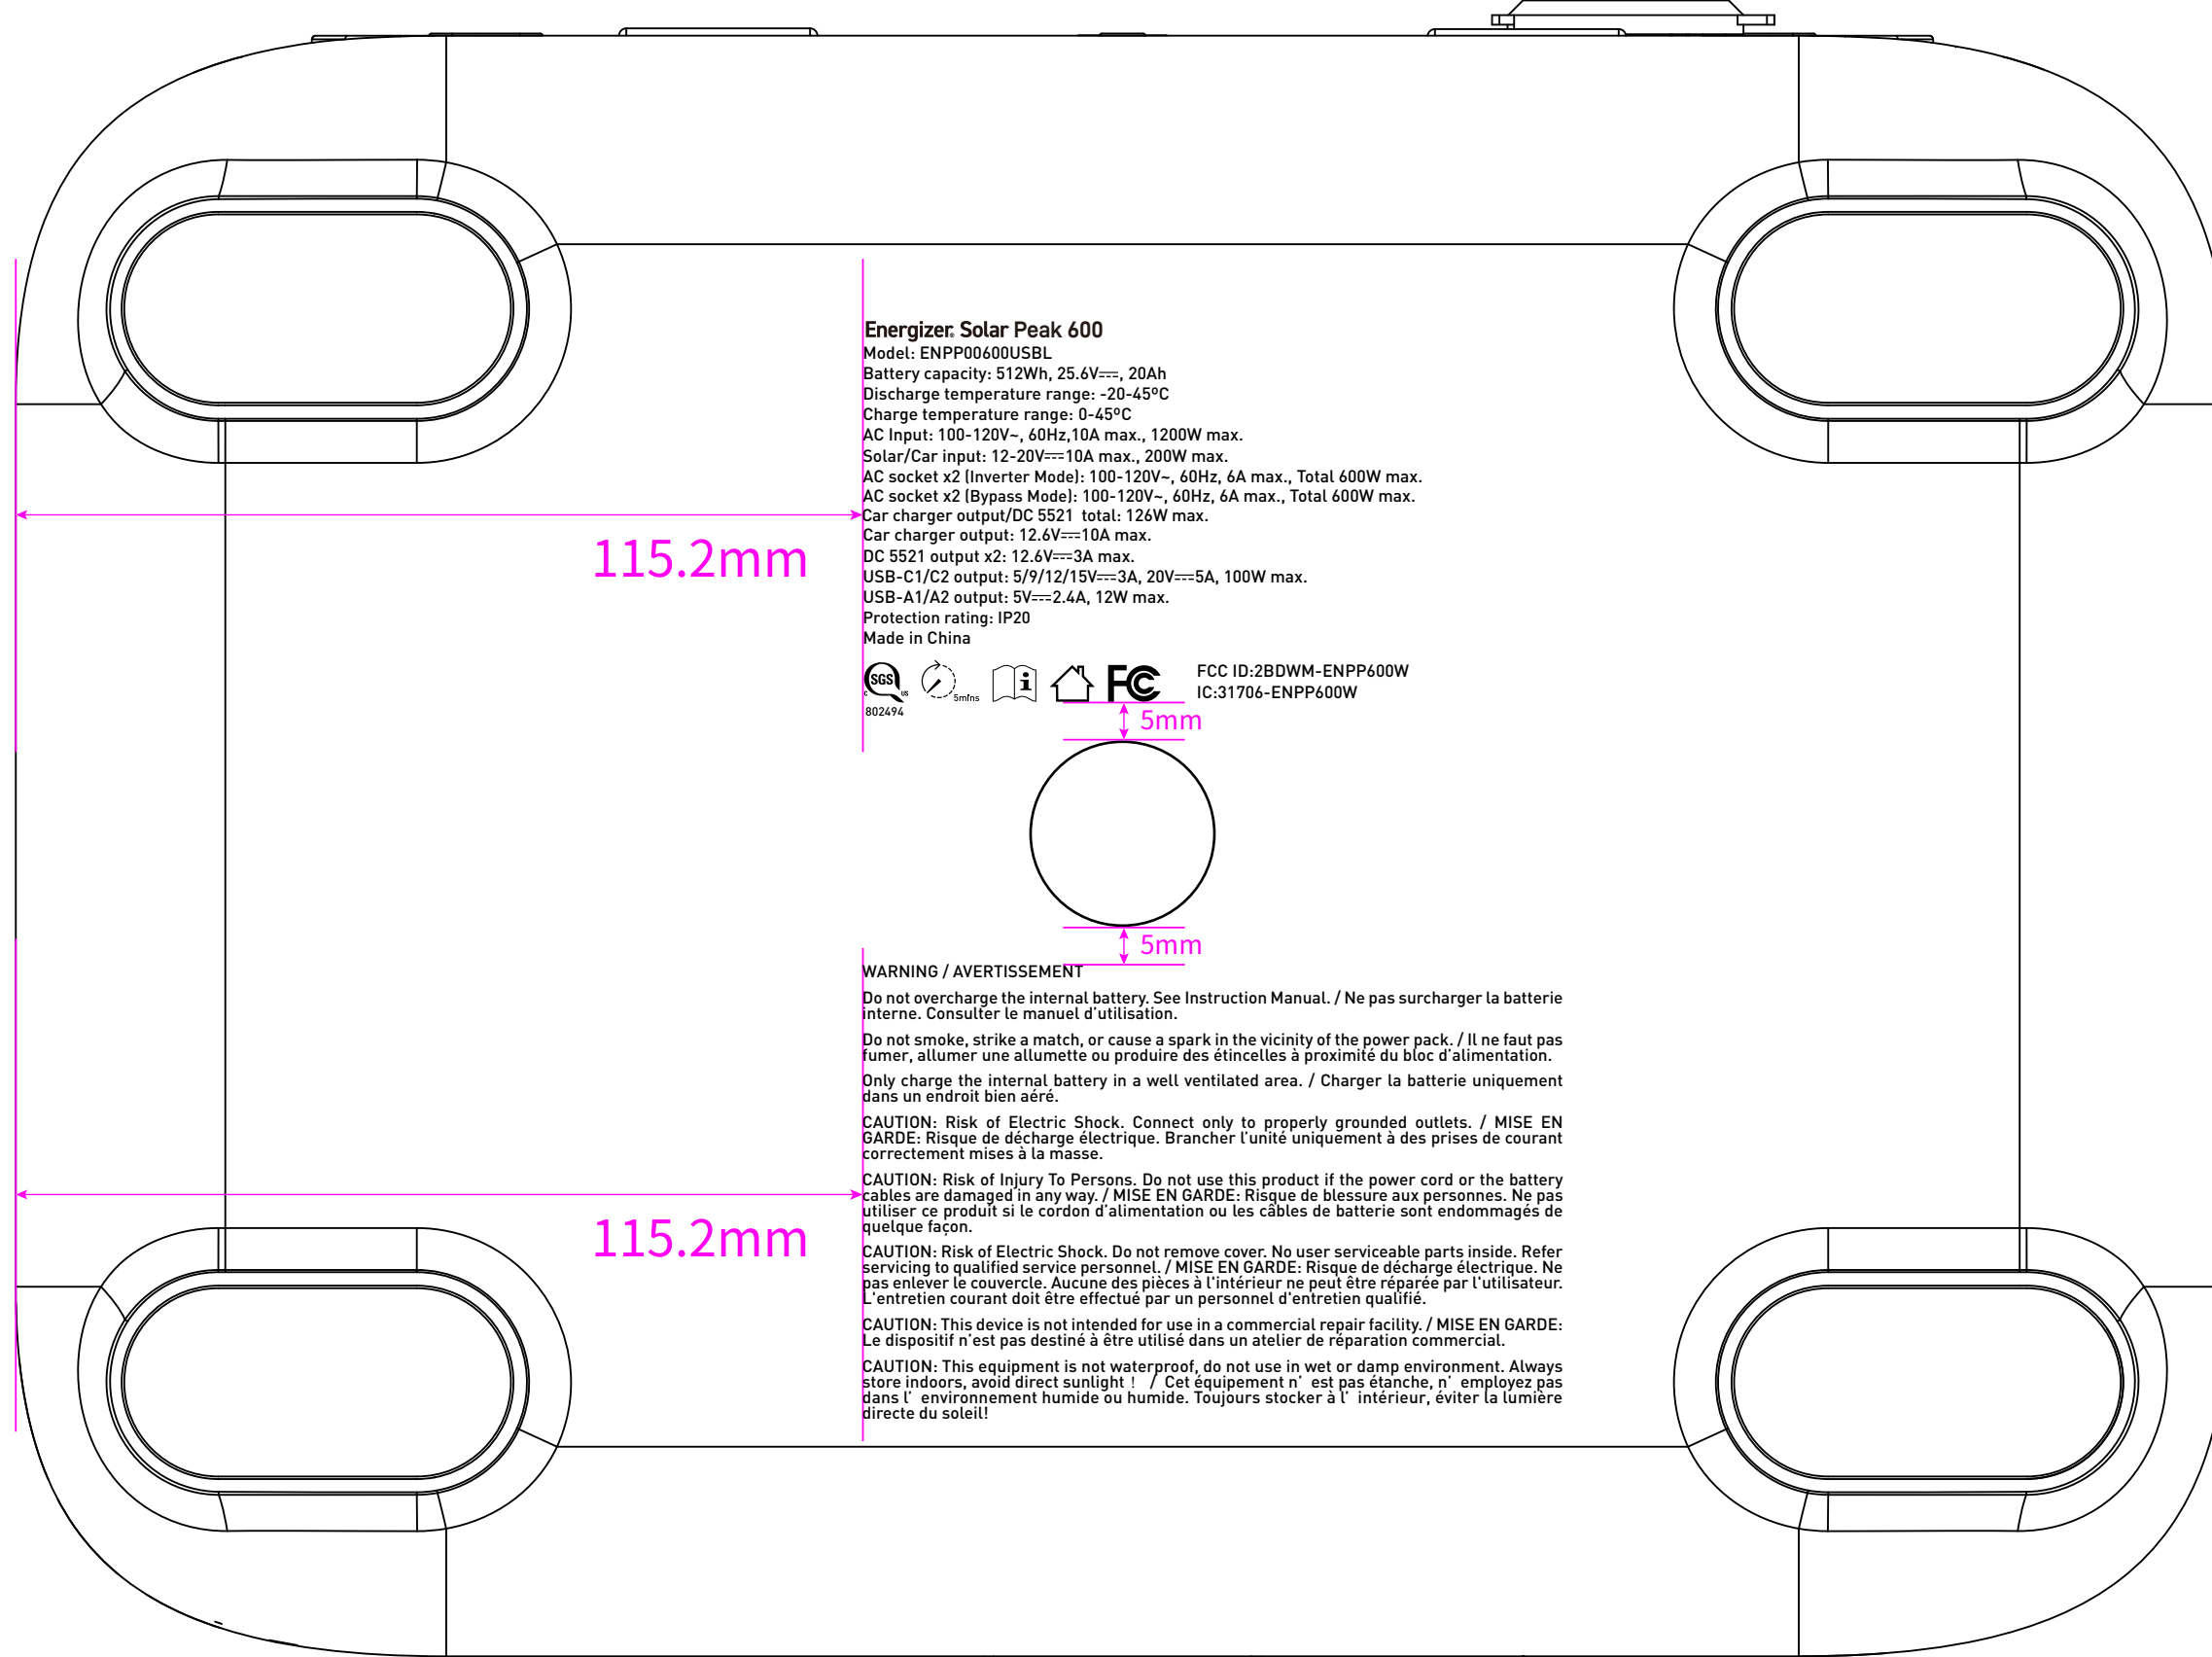 Energizer® Solar Peak 600
Model: ENPP00600USBL
Battery capacity: 512Wh, 25.6V⎓, 20Ah
Discharge temperature range: -20-45ºC
Charge temperature range: 0-45ºC
AC Input: 100-120V~, 60Hz,10A max., 1200W max.
Solar/Car input: 12-20V⎓10A max., 200W max.
AC socket x2 (Inverter Mode): 100-120V~, 60Hz, 6A max., Total 600W max.
AC socket x2 (Bypass Mode): 100-120V~, 60Hz, 6A max., Total 600W max.
Car charger output/DC 5521 total: 126W max.
Car charger output: 12.6V⎓10A max.
115.2mm
DC 5521 output x2: 12.6V⎓3A max.
USB-C1/C2 output: 5/9/12/15V⎓3A, 20V⎓5A, 100W max.
USB-A1/A2 output: 5V⎓2.4A, 12W max.
Protection rating: IP20
Made in China
SGS
C US
802494
5mins
i
FC
FCC ID:2BDWM-ENPP600W
IC:31706-ENPP600W
5mm
5mm
WARNING / AVERTISSEMENT
Do not overcharge the internal battery. See Instruction Manual. / Ne pas surcharger la batterie
interne. Consulter le manuel d’utilisation.
Do not smoke, strike a match, or cause a spark in the vicinity of the power pack. / Il ne faut pas
fumer, allumer une allumette ou produire des étincelles à proximité du bloc d’alimentation.
Only charge the internal battery in a well ventilated area. / Charger la batterie uniquement
dans un endroit bien aéré.
CAUTION: Risk of Electric Shock. Connect only to properly grounded outlets. / MISE EN
GARDE: Risque de décharge électrique. Brancher l’unité uniquement à des prises de courant
correctement mises à la masse.
CAUTION: Risk of Injury To Persons. Do not use this product if the power cord or the battery
cables are damaged in any way. / MISE EN GARDE: Risque de blessure aux personnes. Ne pas
utiliser ce produit si le cordon d’alimentation ou les câbles de batterie sont endommagés de
quelque façon.
115.2mm
CAUTION: Risk of Electric Shock. Do not remove cover. No user serviceable parts inside. Refer
servicing to qualified service personnel. / MISE EN GARDE: Risque de décharge électrique. Ne
pas enlever le couvercle. Aucune des pièces à l'intérieur ne peut être réparée par l'utilisateur.
L'entretien courant doit être effectué par un personnel d'entretien qualifié.
CAUTION: This device is not intended for use in a commercial repair facility. / MISE EN GARDE:
Le dispositif n’est pas destiné à être utilisé dans un atelier de réparation commercial.
CAUTION: This equipment is not waterproof, do not use in wet or damp environment. Always
store indoors, avoid direct sunlight！ / Cet équipement n’ est pas étanche, n’ employez pas
dans l’ environnement humide ou humide. Toujours stocker à l’ intérieur, éviter la lumière
directe du soleil!